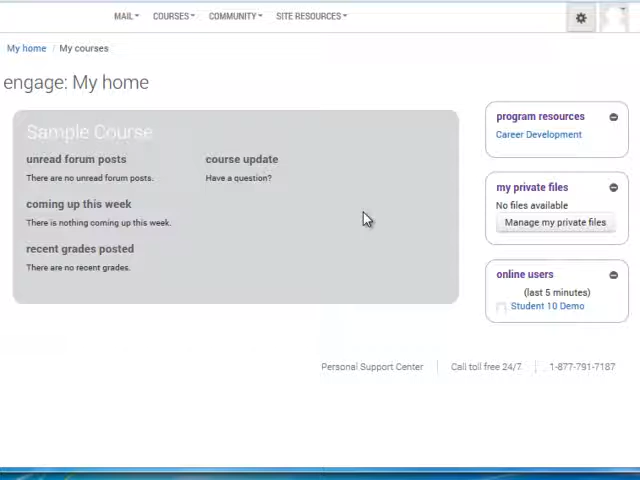 MAIL COURSES COMMUNITY SITE RESOURCES
My home / My courses
engage: My home
Sample Course
unread forum posts
There are no unread forum posts.
course update
Have a question?
coming up this week
There is nothing coming up this week.
recent grades posted
There are no recent grades.
program resources
Career Development
my private files
No files available
Manage my private files
online users
(last 5 minutes)
Student 10 Demo
Personal Support Center | Call toll free 24/7 | 1-877-791-7187